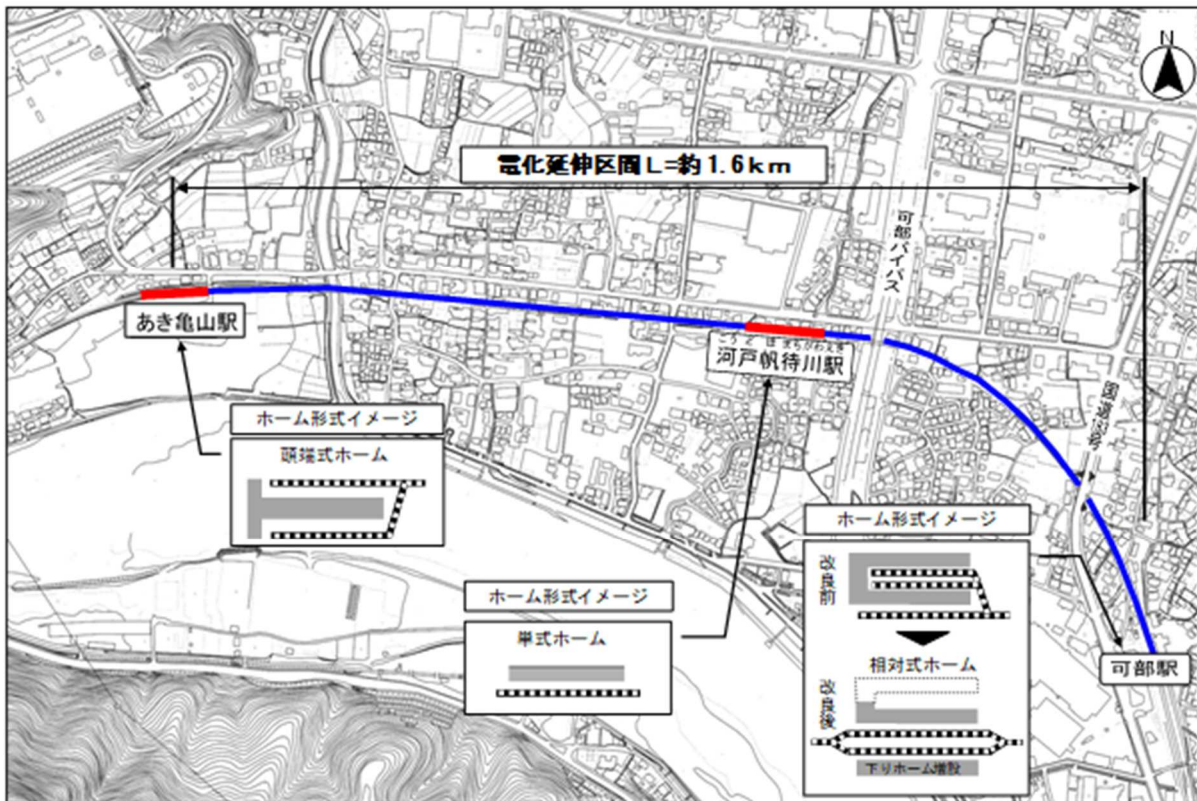 N
電化延伸区間L=約1.6km
可部バイパス
あき亀山駅
こうどほまちがわえき
河戸帆待川駅
ホーム形式イメージ
頭端式ホーム
ホーム形式イメージ
単式ホーム
ホーム形式イメージ
改良前
相対式ホーム
改良後
下りホーム増設
可部駅